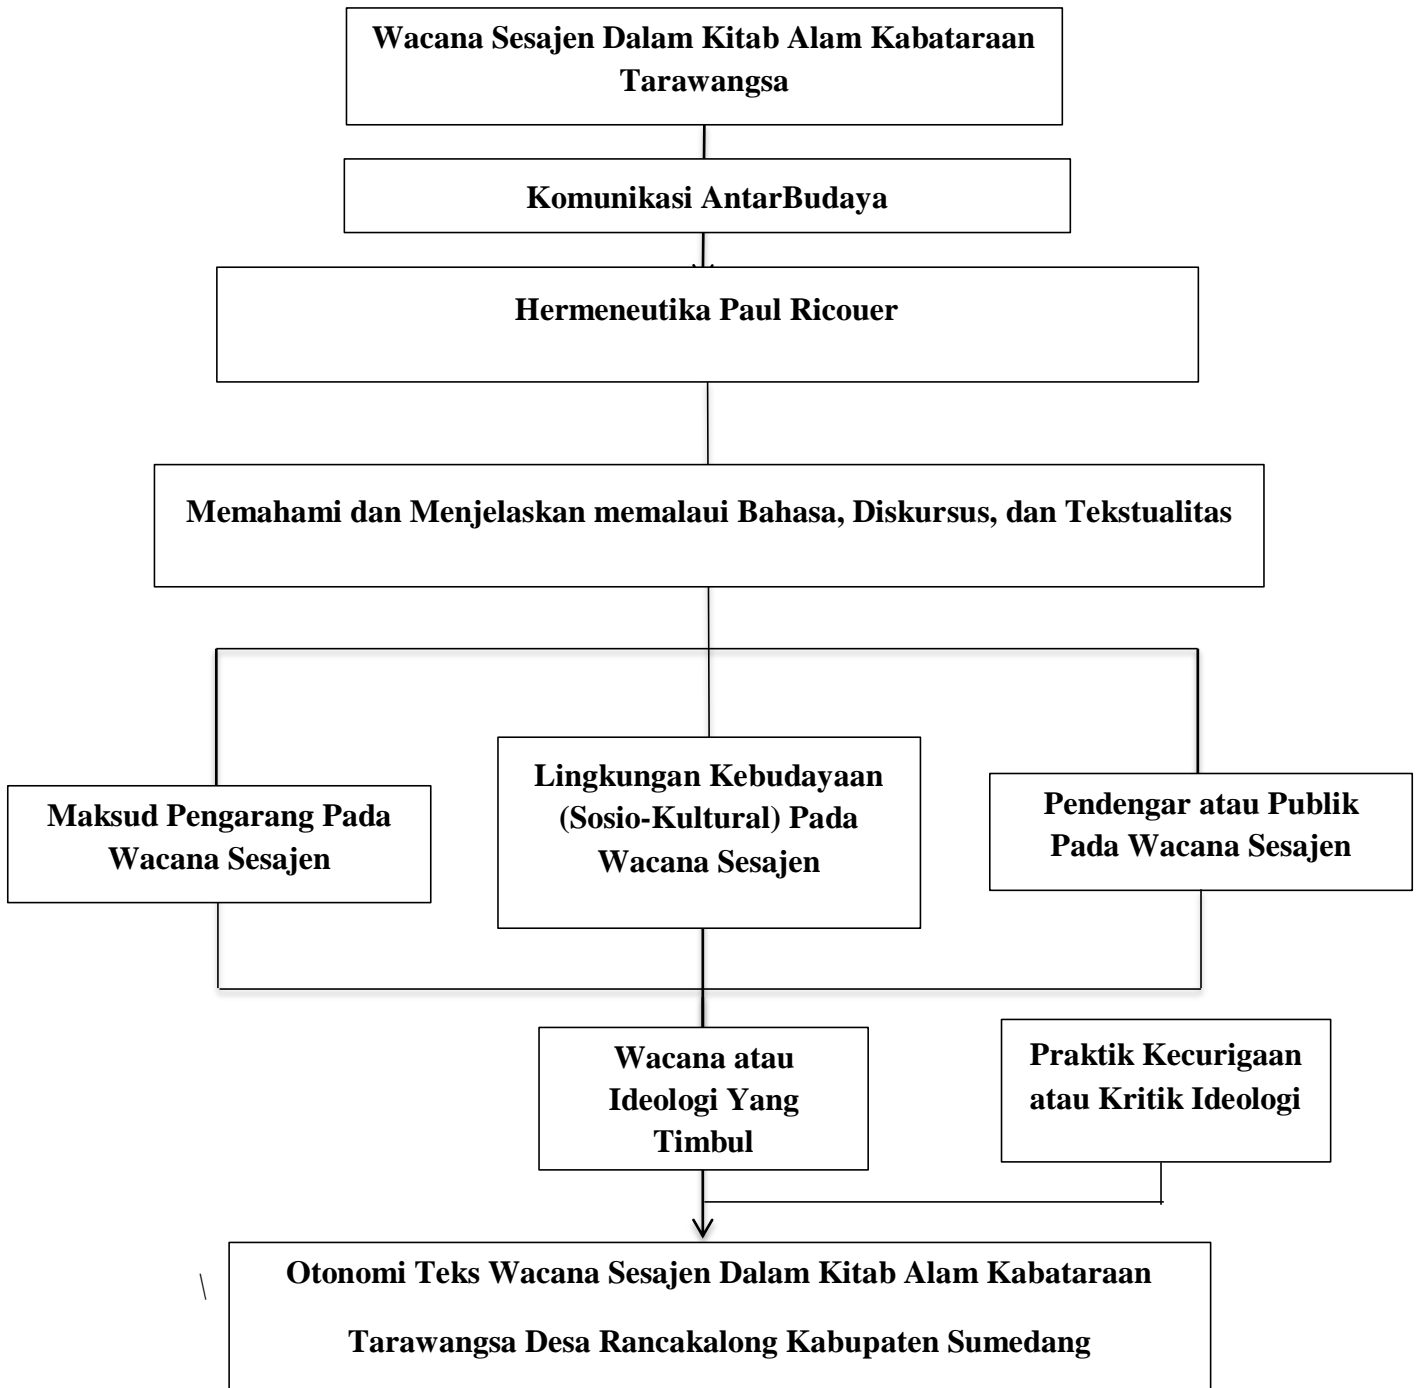 Wacana Sesajen Dalam Kitab Alam Kabataraan
Tarawangsa
Komunikasi AntarBudaya
Hermeneutika Paul Ricouer
Memahami dan Menjelaskan memalaui Bahasa, Diskursus, dan Tekstualitas
Maksud Pengarang Pada
Wacana Sesajen
Lingkungan Kebudayaan
(Sosio-Kultural) Pada
Wacana Sesajen
Pendengar atau Publik
Pada Wacana Sesajen
Wacana atau
Ideologi Yang
Timbul
Praktik Kecurigaan
atau Kritik Ideologi
\
Otonomi Teks Wacana Sesajen Dalam Kitab Alam Kabataraan
Tarawangsa Desa Rancakalong Kabupaten Sumedang